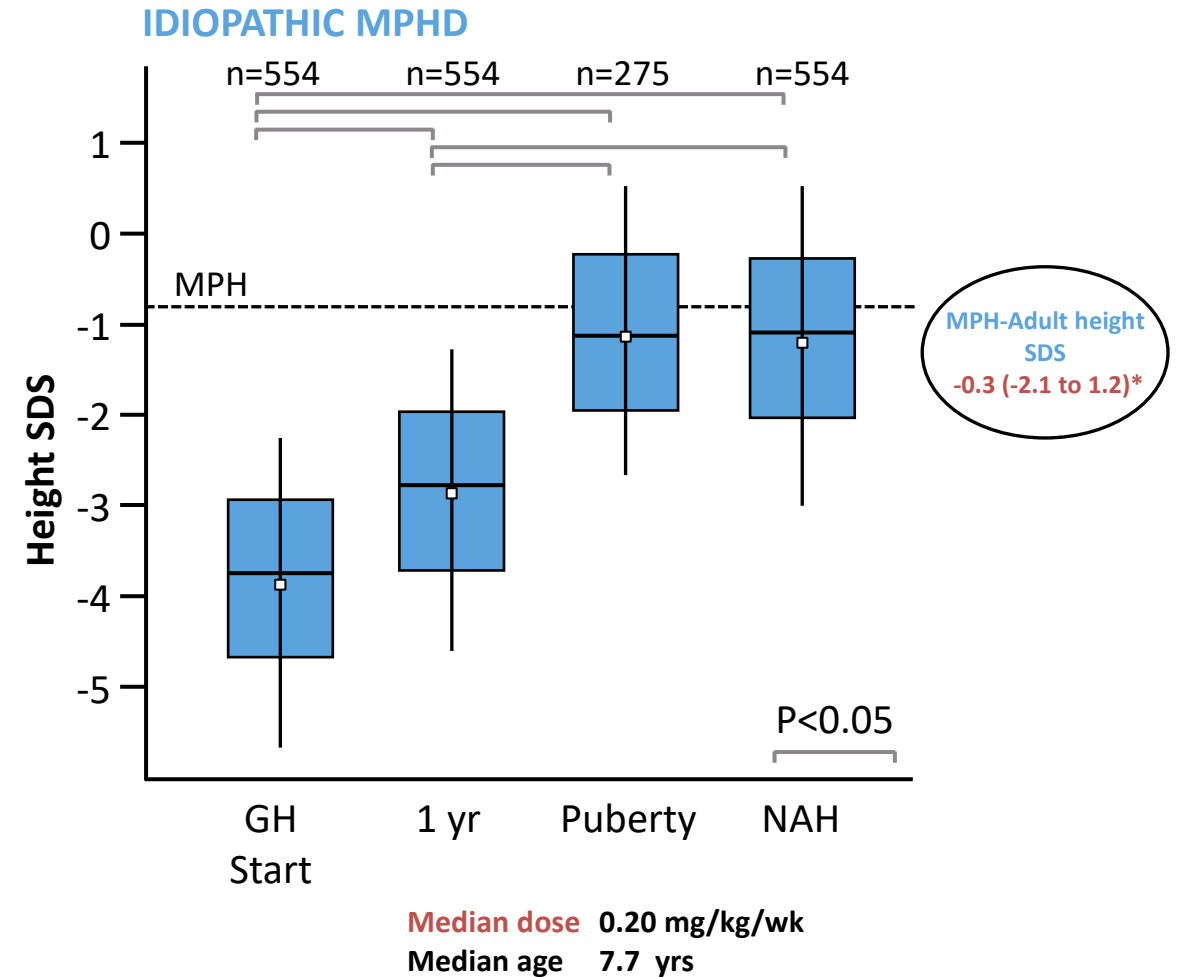 IDIOPATHIC MPHD
n=554
n=554
n=275
n=554
1
0
-1
-2
-3
-4
-5
Height SDS
MPH
MPH-Adult height
SDS
-0.3 (-2.1 to 1.2)*
P<0.05
GH
Start
1 yr
Puberty
NAH
Median dose 0.20 mg/kg/wk
Median age 7.7 yrs